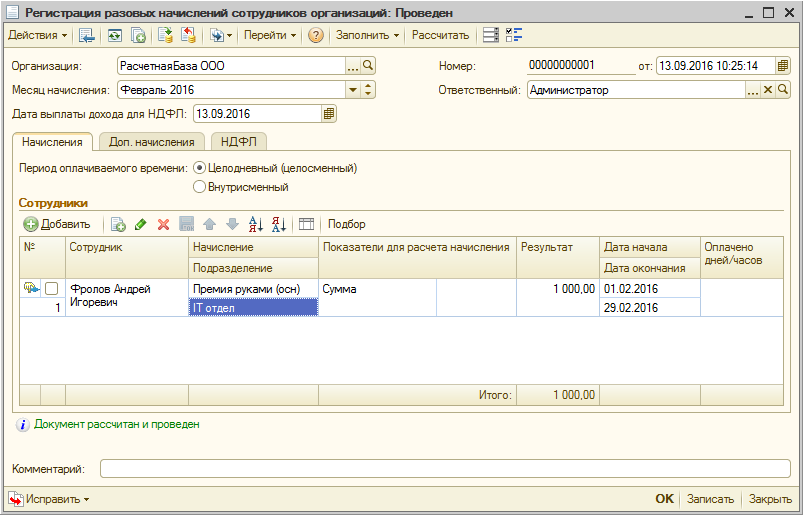 Регистрация разовых начислений сотрудников организаций: Проведен
Действия Перейти ? Заполнить Рассчитать
Организация: РасчетнаяБаза ООО ... Номер: 00000000001 от: 13.09.2016 10:25:14
Месяц начисления: Февраль 2016 Ответственный: Администратор ...
Дата выплаты дохода для НДФЛ: 13.09.2016
Начисления Доп. начисления НДФЛ
Период оплачиваемого времени: Целодневный (целосменный)
Внутрисменный
Сотрудники
Добавить Подбор
№ Сотрудник Начисление Показатели для расчета начисления Результат Дата начала Оплачено дней/часов
Подразделение Дата окончания
Фролов Андрей Игоревич Премия руками (осн) Сумма 1 000,00 01.02.2016
1 IT отдел 29.02.2016
Итого: 1 000,00
Документ рассчитан и проведен
Комментарий:
Исправить OK Записать Закрыть